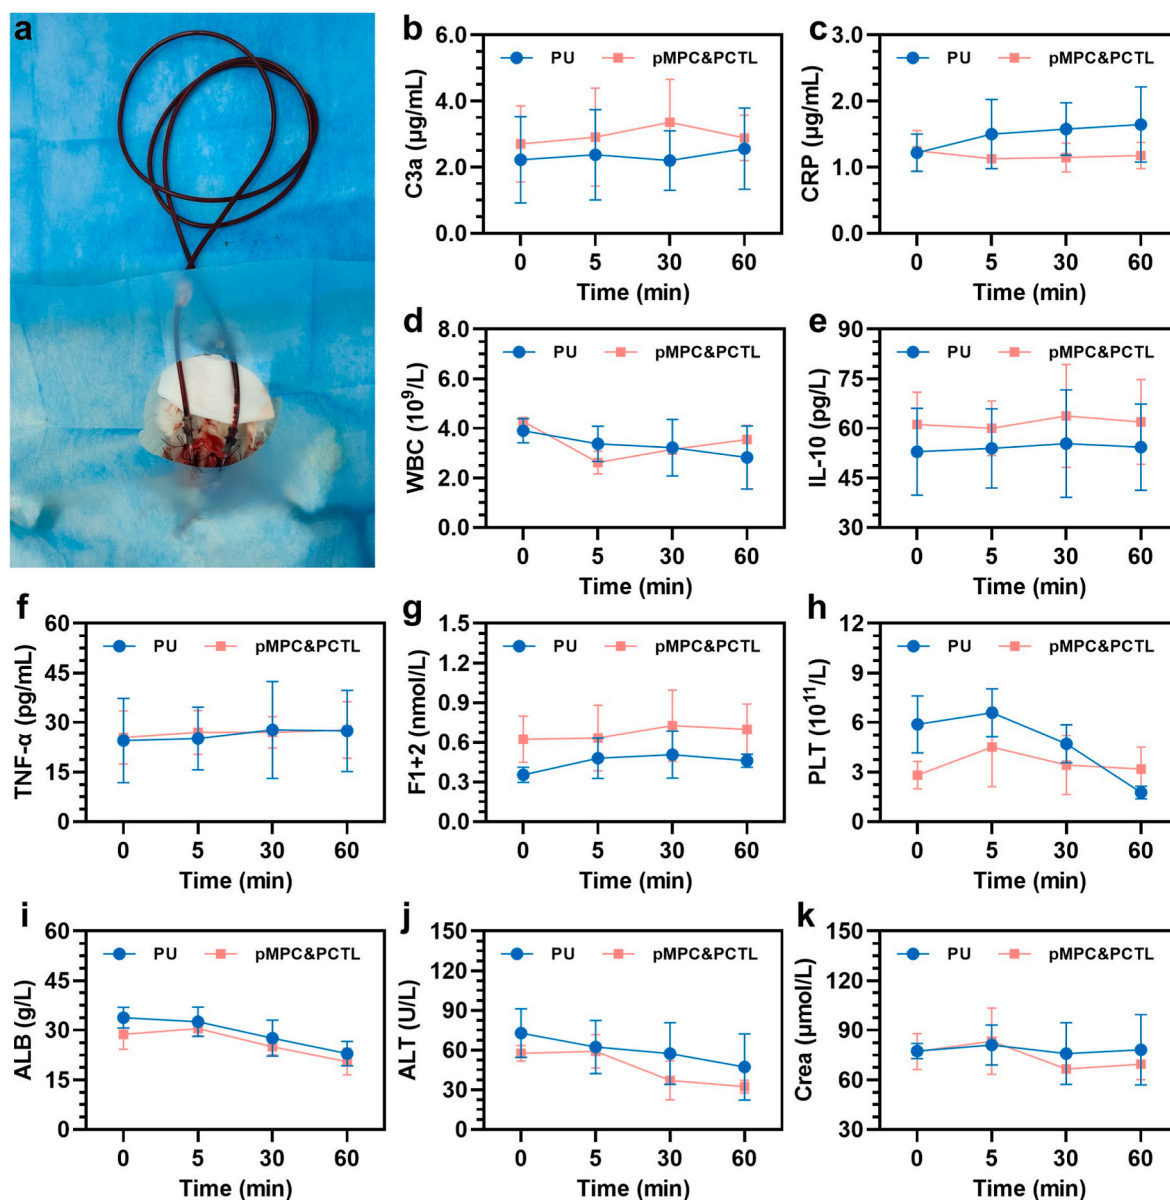 a
b
6.0
PU
pMPC&PCTL
4.0
2.0
0.0
C3a (µg/mL)
0
5
30
60
Time (min)
c
3.0
PU
pMPC&PCTL
2.0
1.0
0.0
CRP (µg/mL)
0
5
30
60
Time (min)
d
8.0
PU
pMPC&PCTL
6.0
4.0
2.0
0.0
WBC (10⁹/L)
0
5
30
60
Time (min)
e
90
PU
pMPC&PCTL
75
60
45
30
IL-10 (pg/L)
0
5
30
60
Time (min)
f
60
PU
pMPC&PCTL
45
30
15
0
TNF-α (pg/mL)
0
5
30
60
Time (min)
g
1.5
PU
pMPC&PCTL
1.2
0.9
0.6
0.3
0.0
F1+2 (nmol/L)
0
5
30
60
Time (min)
h
12
PU
pMPC&PCTL
9
6
3
0
PLT (10¹¹/L)
0
5
30
60
Time (min)
i
60
PU
pMPC&PCTL
45
30
15
0
ALB (g/L)
0
5
30
60
Time (min)
j
150
PU
pMPC&PCTL
120
90
60
30
0
ALT (U/L)
0
5
30
60
Time (min)
k
150
PU
pMPC&PCTL
120
90
60
30
Crea (µmol/L)
0
5
30
60
Time (min)